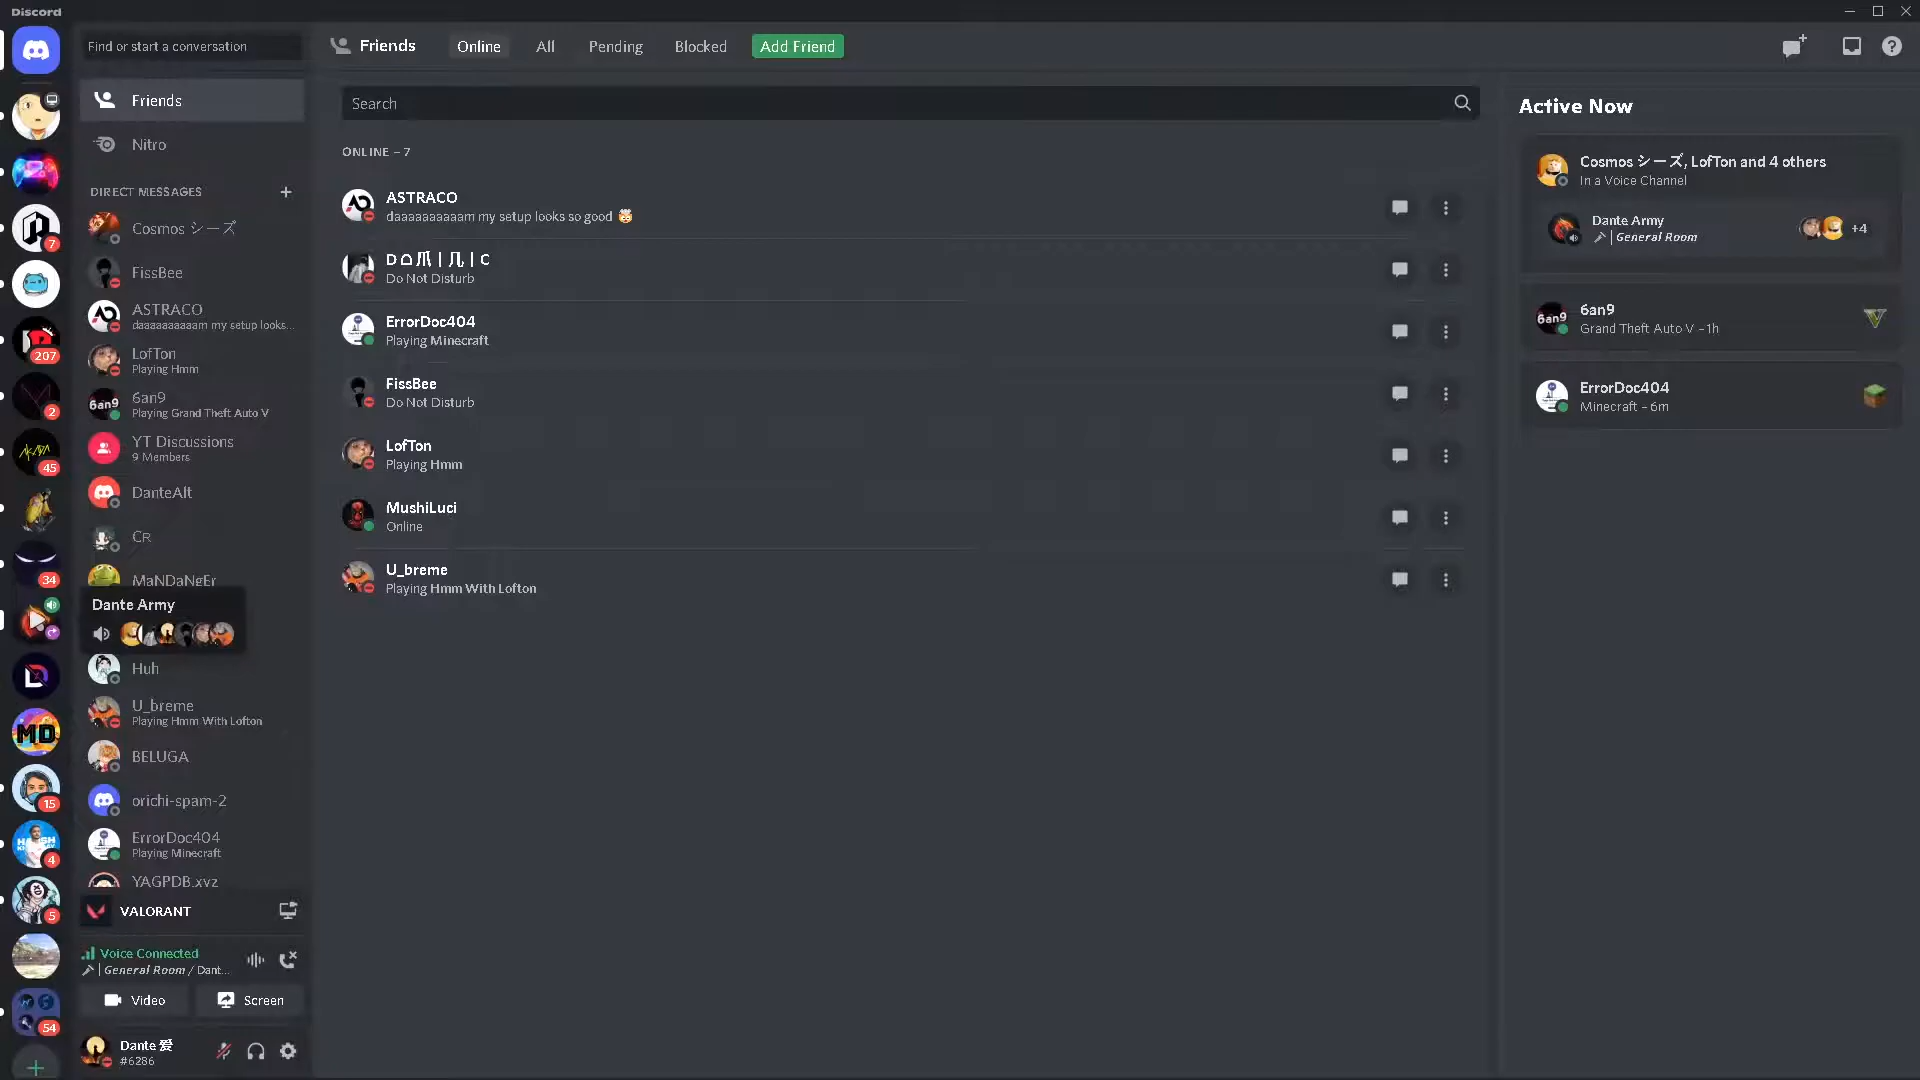 Discord
Find or start a conversation
Friends
Online
All
Pending
Blocked
Add Friend
7
207
2
45
34
MD
15
4
5
54
Friends
Nitro
DIRECT MESSAGES
Cosmos シーズ
FissBee
ASTRACO
daaaaaaaaaam my setup looks...
LofTon
Playing Hmm
6an9
6an9
Playing Grand Theft Auto V
YT Discussions
9 Members
DanteAlt
Cr
MaNDaNgEr
Dante Army
Huh
U_breme
Playing Hmm With Lofton
BELUGA
orichi-spam-2
ErrorDoc404
Playing Minecraft
YAGPDB.xyz
VALORANT
Voice Connected
| General Room / Dant...
Video
Screen
Dante 爱
#6286
Search
ONLINE – 7
ASTRACO
daaaaaaaaaam my setup looks so good 🤯
D ᗝ 爪 | 几 | C
Do Not Disturb
ErrorDoc404
Playing Minecraft
FissBee
Do Not Disturb
LofTon
Playing Hmm
MushiLuci
Online
U_breme
Playing Hmm With Lofton
Active Now
Cosmos シーズ, LofTon and 4 others
In a Voice Channel
Dante Army
| General Room
+4
6an9
6an9
Grand Theft Auto V – 1h
ErrorDoc404
Minecraft – 6m